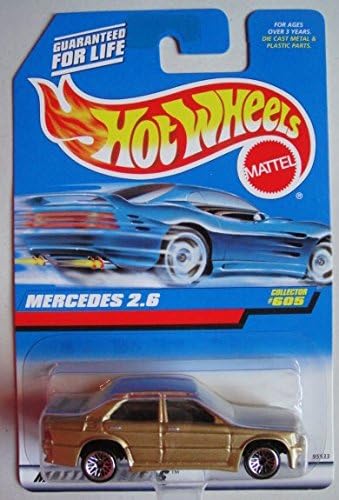 GUARANTEED
FOR LIFE
FOR AGES
OVER 3 YEARS.
DIE CAST METAL &
PLASTIC PARTS.
HOT WHEELS
MATTEL
®
MERCEDES 2.6
COLLECTOR
#605
TM